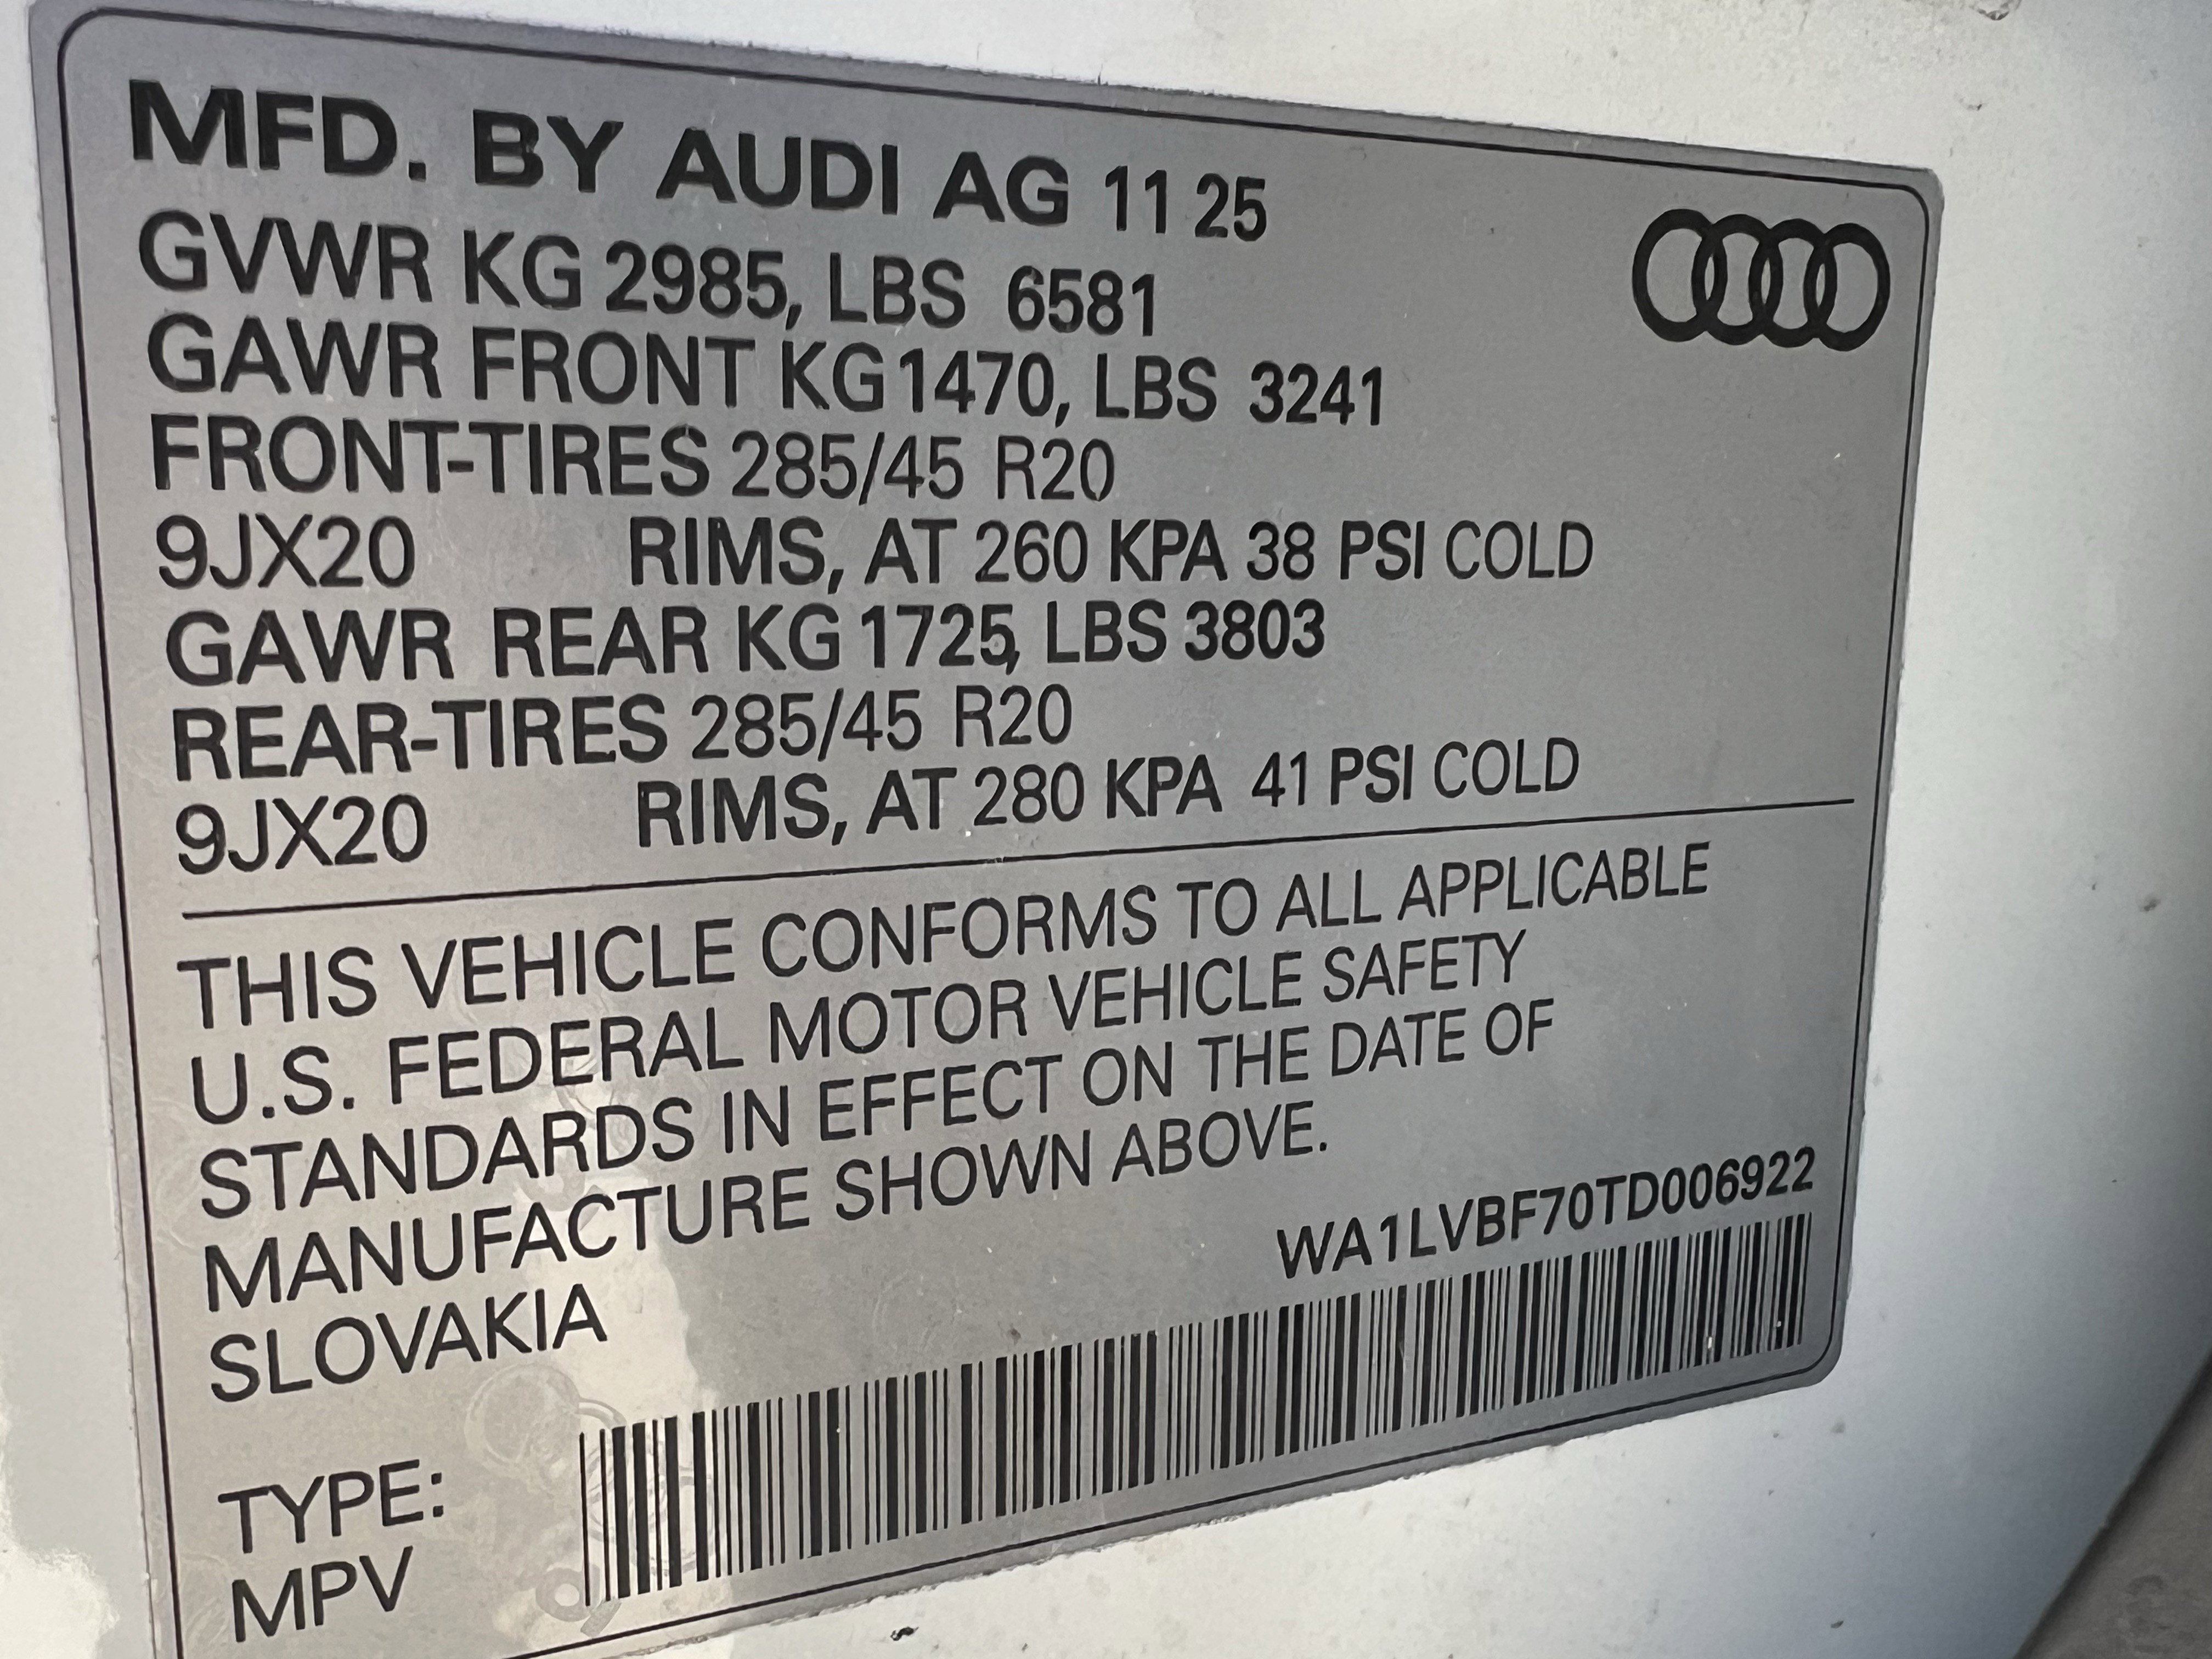 MFD. BY AUDI AG 11 25
GVWR KG 2985, LBS 6581
GAWR FRONT KG 1470, LBS 3241
FRONT-TIRES 285/45 R20
9JX20 RIMS, AT 260 KPA 38 PSI COLD
GAWR REAR KG 1725, LBS 3803
REAR-TIRES 285/45 R20
9JX20 RIMS, AT 280 KPA 41 PSI COLD
THIS VEHICLE CONFORMS TO ALL APPLICABLE
U.S. FEDERAL MOTOR VEHICLE SAFETY
STANDARDS IN EFFECT ON THE DATE OF
MANUFACTURE SHOWN ABOVE.
SLOVAKIA
WA1LVBF70TD006922
TYPE:
MPV